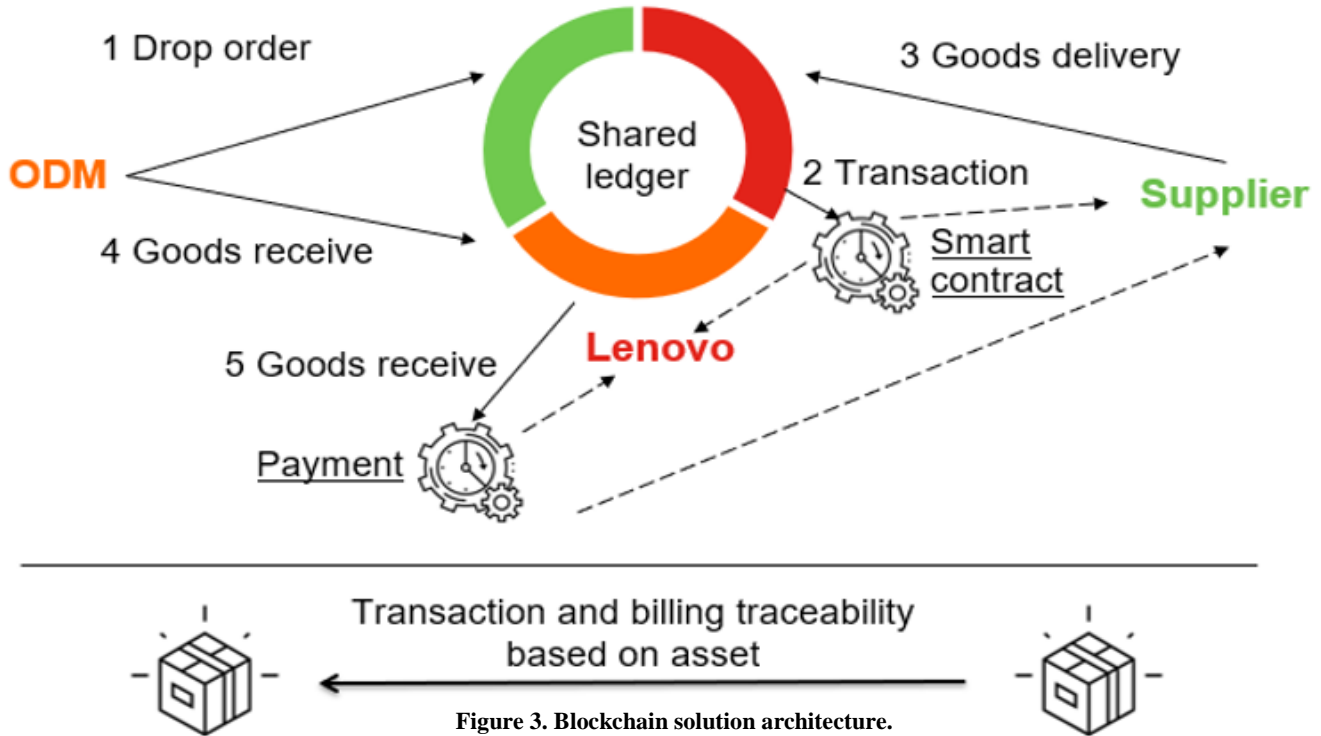 1 Drop order
3 Goods delivery
Shared
ledger
ODM
2 Transaction
Supplier
4 Goods receive
Smart
contract
Lenovo
5 Goods receive
Payment
Transaction and billing traceability
based on asset
Figure 3. Blockchain solution architecture.